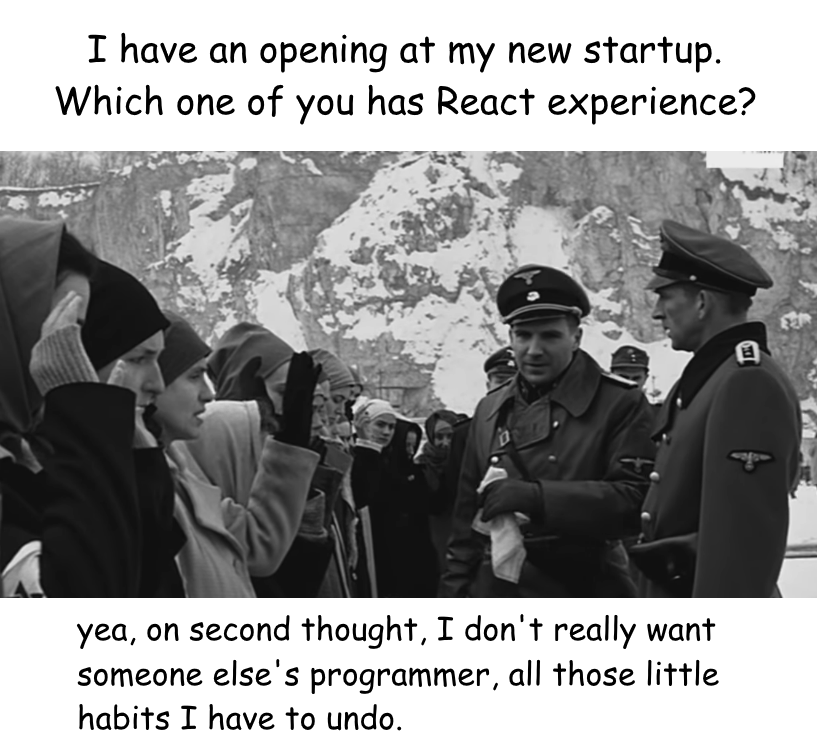 I have an opening at my new startup.
Which one of you has React experience?
yea, on second thought, I don't really want
someone else's programmer, all those little
habits I have to undo.